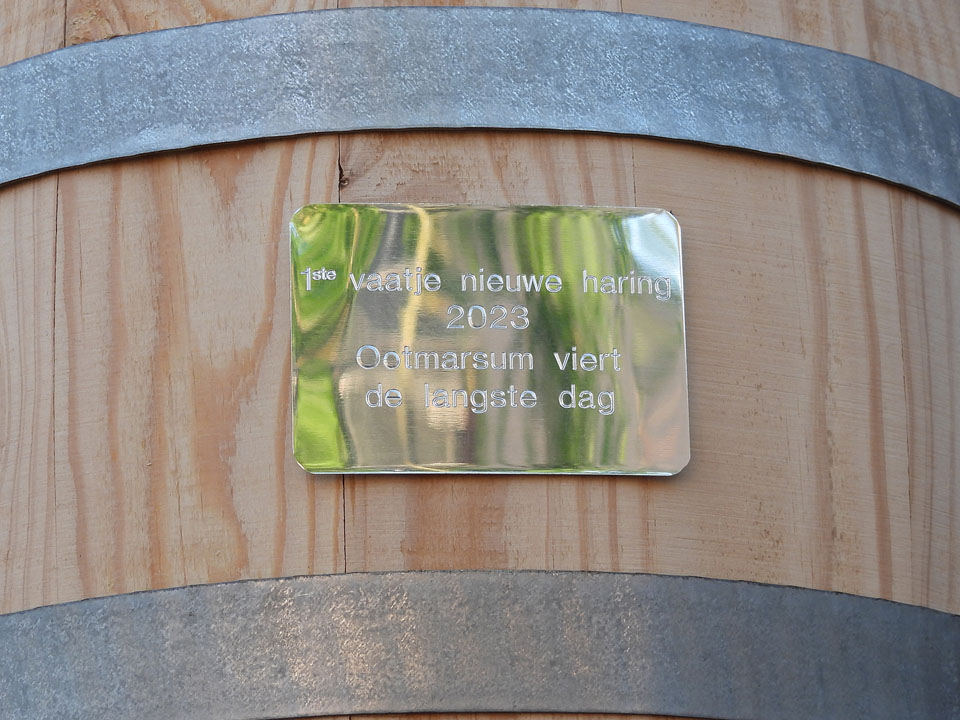 1ste vaatje nieuwe haring
2023
Ootmarsum viert
de langste dag